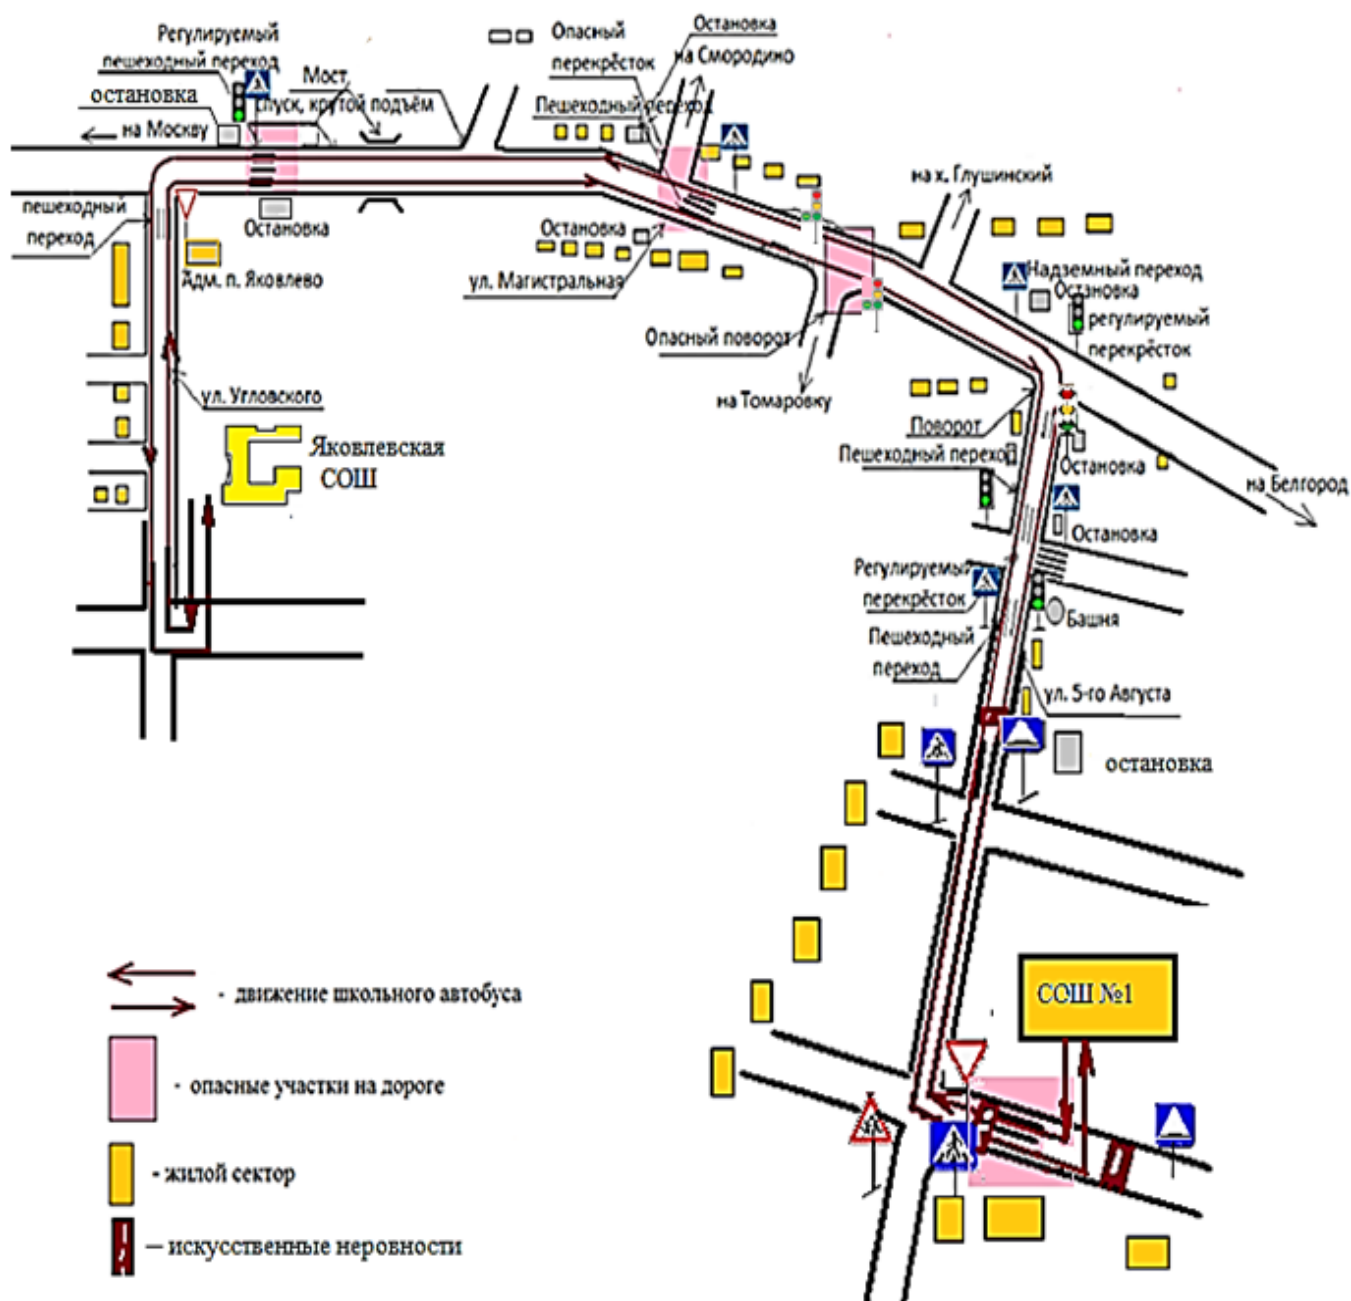 Регулируемый
пешеходный переход
остановка
на Москву
Мост,
спуск, крутой подъём
Опасный
перекрёсток
Остановка
на Смородино
Пешеходный переход
пешеходный
переход
Остановка
Адм. п. Яковлево
Остановка
ул. Магистральная
на х. Глушинский
Надземный переход
Остановка
регулируемый
перекрёсток
Опасный поворот
на Томаровку
ул. Угловского
Яковлевская
СОШ
Поворот
Пешеходный переход
Остановка
на Белгород
Остановка
Регулируемый
перекрёсток
Башня
Пешеходный
переход
ул. 5-го Августа
остановка
СОШ №1
- движение школьного автобуса
- опасные участки на дороге
- жилой сектор
— искусственные неровности